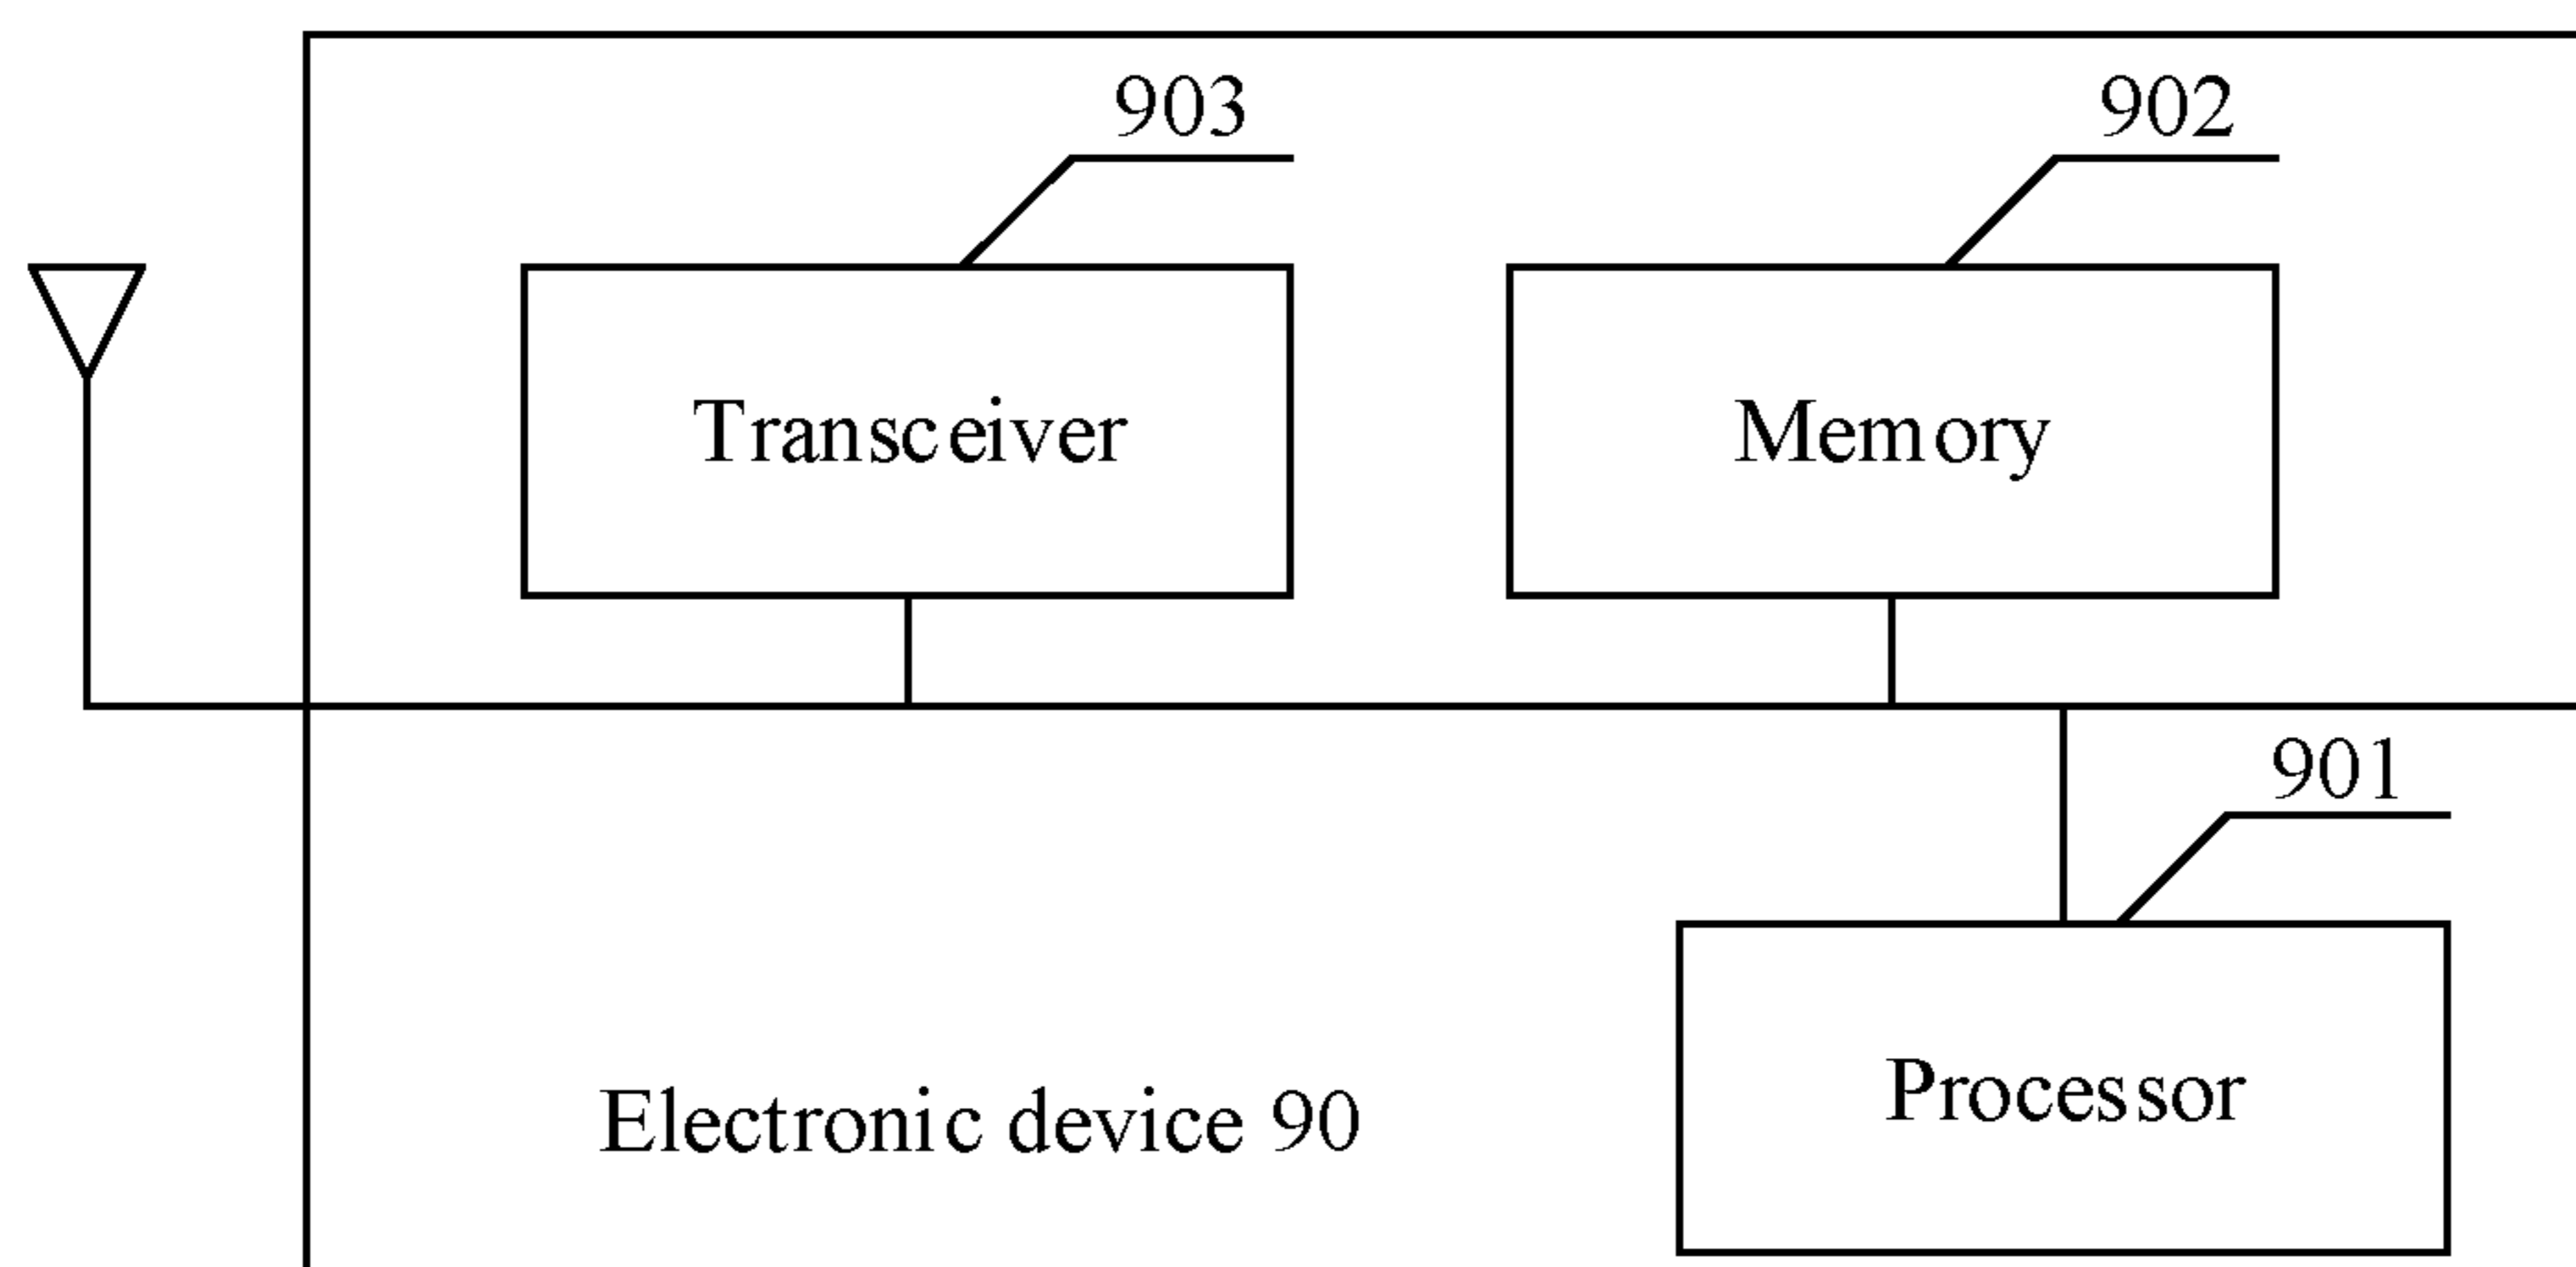 903
902
Transceiver
Memory
901
Processor
Electronic device 90